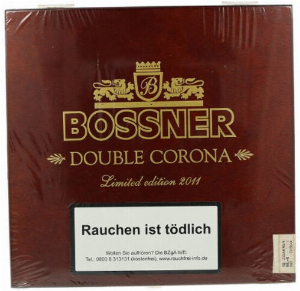 B
BOSSNER
DOUBLE CORONA
Limited edition 2011
Rauchen ist tödlich
Wollen Sie aufhören? Die BZgA hilft:
Tel.: 0800 8 313131 (kostenfrei), www.rauchfrei-info.de